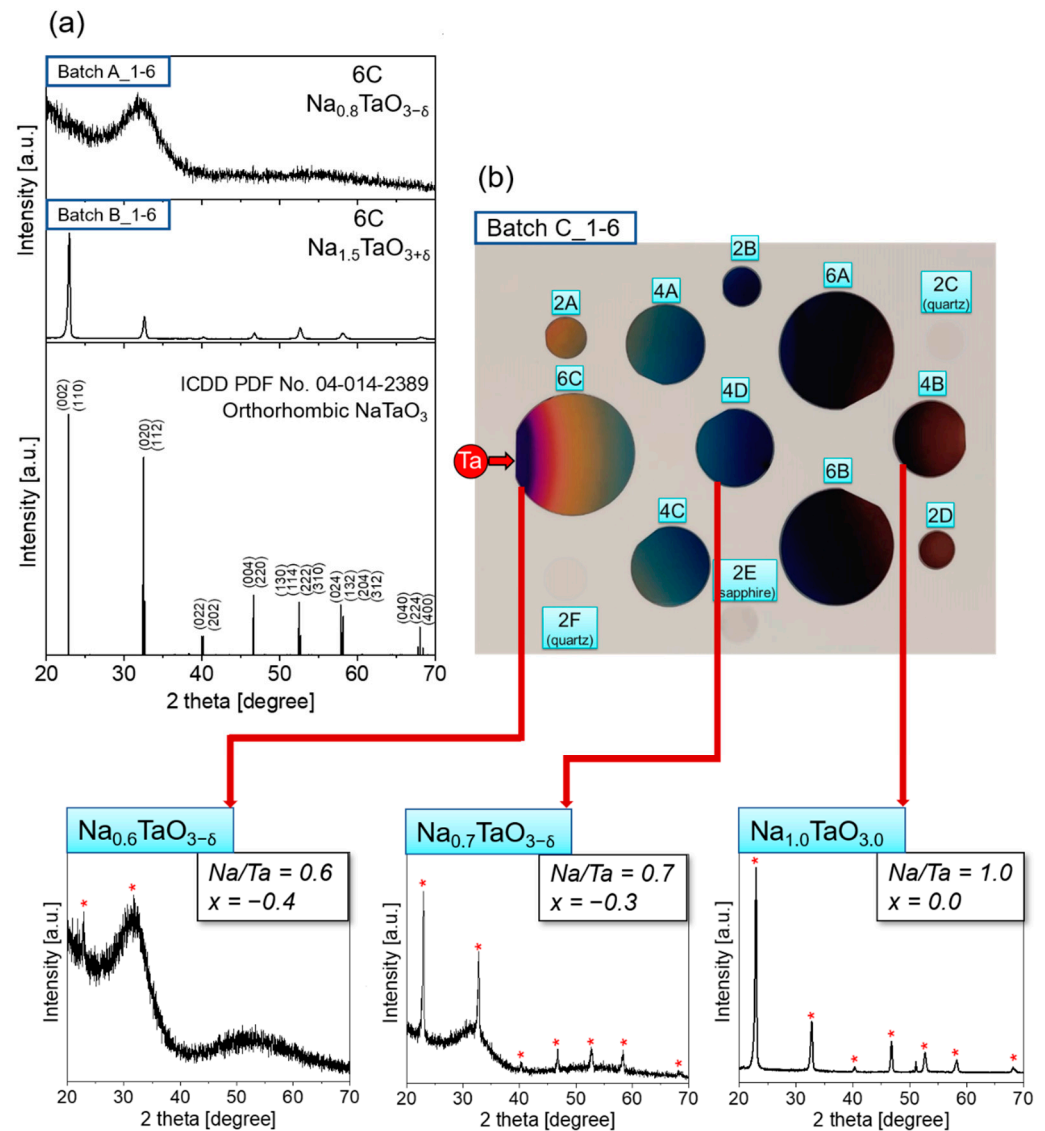 (a)
Batch A_1-6
6C
Na0.8TaO3−δ
Intensity [a.u.]
Batch B_1-6
6C
Na1.5TaO3+δ
ICDD PDF No. 04-014-2389
Orthorhombic NaTaO3
Intensity [a.u.]
(002)
(110)
(020)
(112)
(022)
(202)
(004)
(220)
(130)
(114)
(222)
(310)
(024)
(132)
(204)
(312)
(040)
(224)
(400)
20 30 40 50 60 70
2 theta [degree]
(b)
Batch C_1-6
2B
6A
2C
(quartz)
4A
2A
6C
4D
4B
Ta
6B
4C
2D
2E
(sapphire)
2F
(quartz)
Na0.6TaO3−δ
Na/Ta = 0.6
x = −0.4
* *
Intensity [a.u.]
20 30 40 50 60 70
2 theta [degree]
Na0.7TaO3−δ
Na/Ta = 0.7
x = −0.3
* * * * * * *
Intensity [a.u.]
20 30 40 50 60 70
2 theta [degree]
Na1.0TaO3.0
Na/Ta = 1.0
x = 0.0
* * * * * * *
Intensity [a.u.]
20 30 40 50 60 70
2 theta [degree]